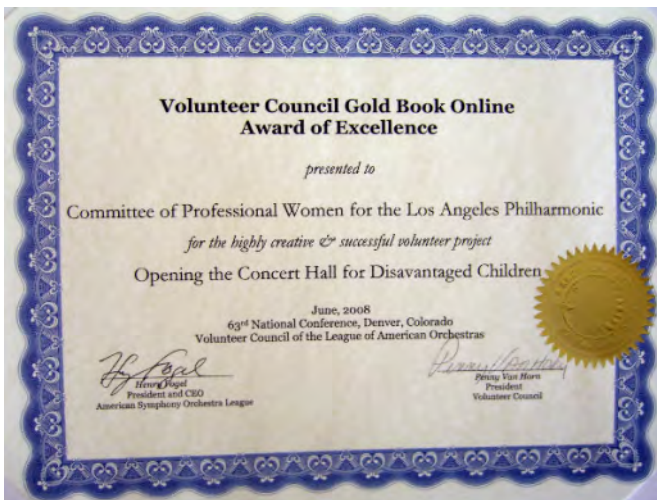 Volunteer Council Gold Book Online
Award of Excellence
presented to
Committee of Professional Women for the Los Angeles Philharmonic
for the highly creative & successful volunteer project
Opening the Concert Hall for Disavantaged Children
June, 2008
63rd National Conference, Denver, Colorado
Volunteer Council of the League of American Orchestras
Henry Fogel
President and CEO
American Symphony Orchestra League
Penny Van Horn
Penny Van Horn
President
Volunteer Council